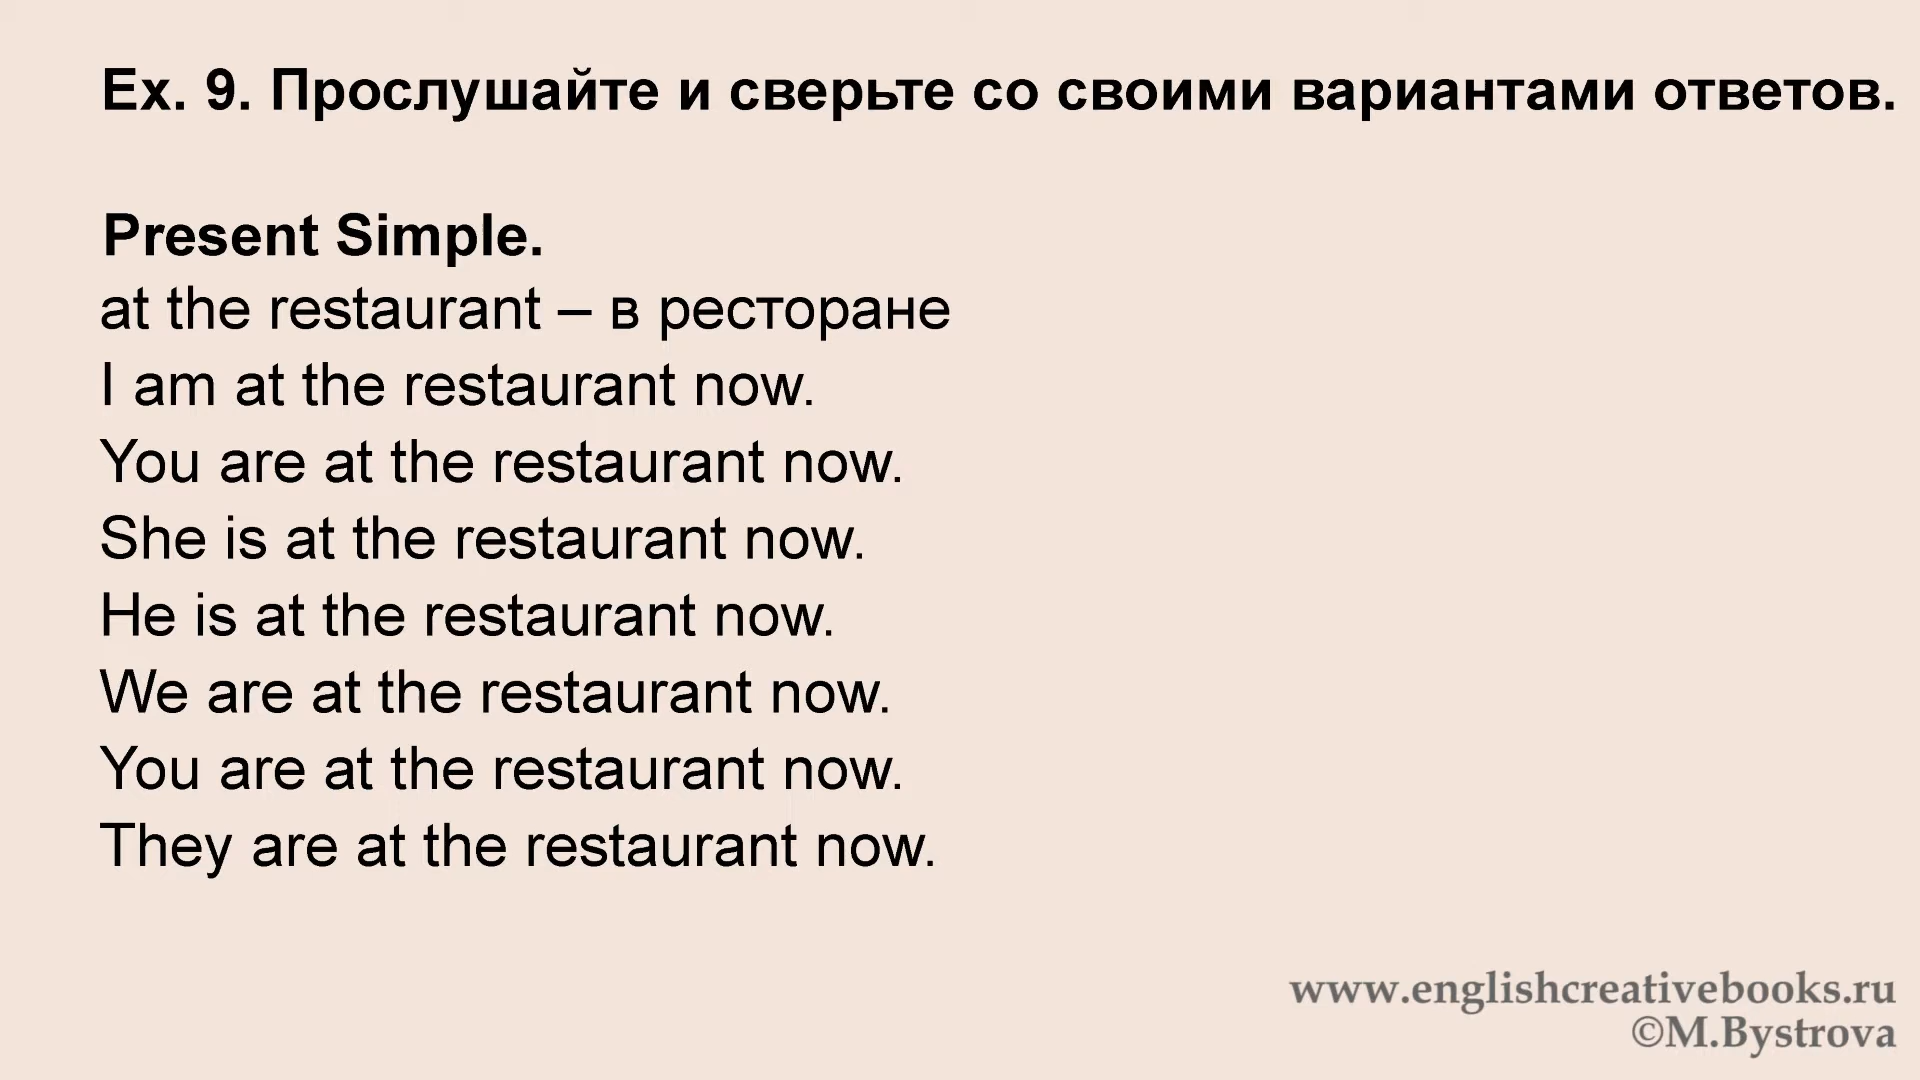 Ex. 9. Прослушайте и сверьте со своими вариантами ответов.
Present Simple.
at the restaurant – в ресторане
I am at the restaurant now.
You are at the restaurant now.
She is at the restaurant now.
He is at the restaurant now.
We are at the restaurant now.
You are at the restaurant now.
They are at the restaurant now.
www.englishcreativebooks.ru
©M.Bystrova